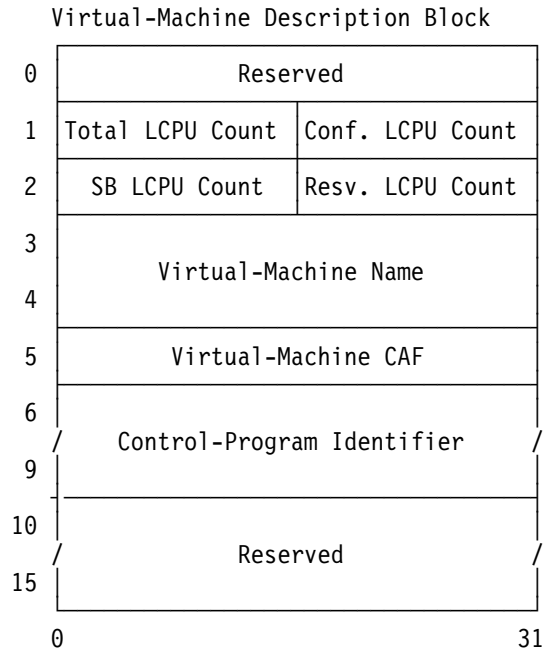 Virtual-Machine Description Block
0 Reserved
1 Total LCPU Count Conf. LCPU Count
2 SB LCPU Count Resv. LCPU Count
3
Virtual-Machine Name
4
5 Virtual-Machine CAF
6
/ Control-Program Identifier /
9
10
/ Reserved /
15
0 31